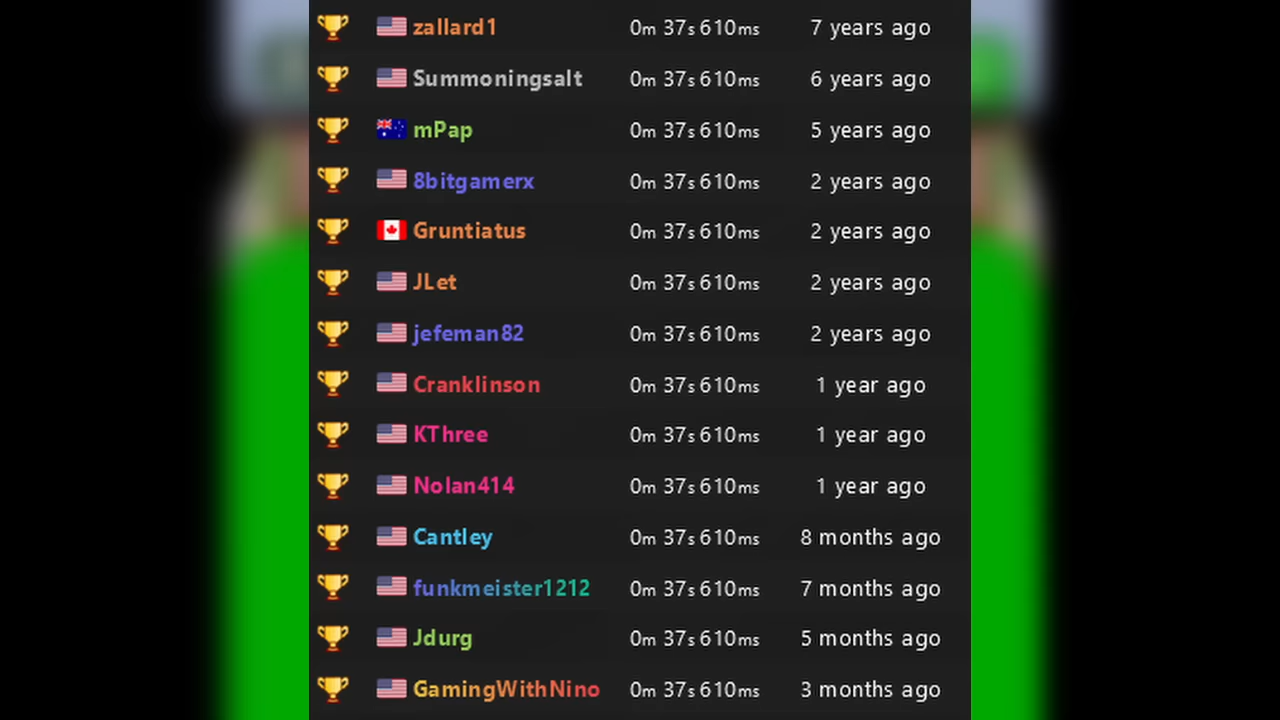 zallard1 0m 37s 610ms 7 years ago
Summoningsalt 0m 37s 610ms 6 years ago
mPap 0m 37s 610ms 5 years ago
8bitgamerx 0m 37s 610ms 2 years ago
Gruntiatus 0m 37s 610ms 2 years ago
JLet 0m 37s 610ms 2 years ago
jefeman82 0m 37s 610ms 2 years ago
Cranklinson 0m 37s 610ms 1 year ago
KThree 0m 37s 610ms 1 year ago
Nolan414 0m 37s 610ms 1 year ago
Cantley 0m 37s 610ms 8 months ago
funkmeister1212 0m 37s 610ms 7 months ago
Jdurg 0m 37s 610ms 5 months ago
GamingWithNino 0m 37s 610ms 3 months ago